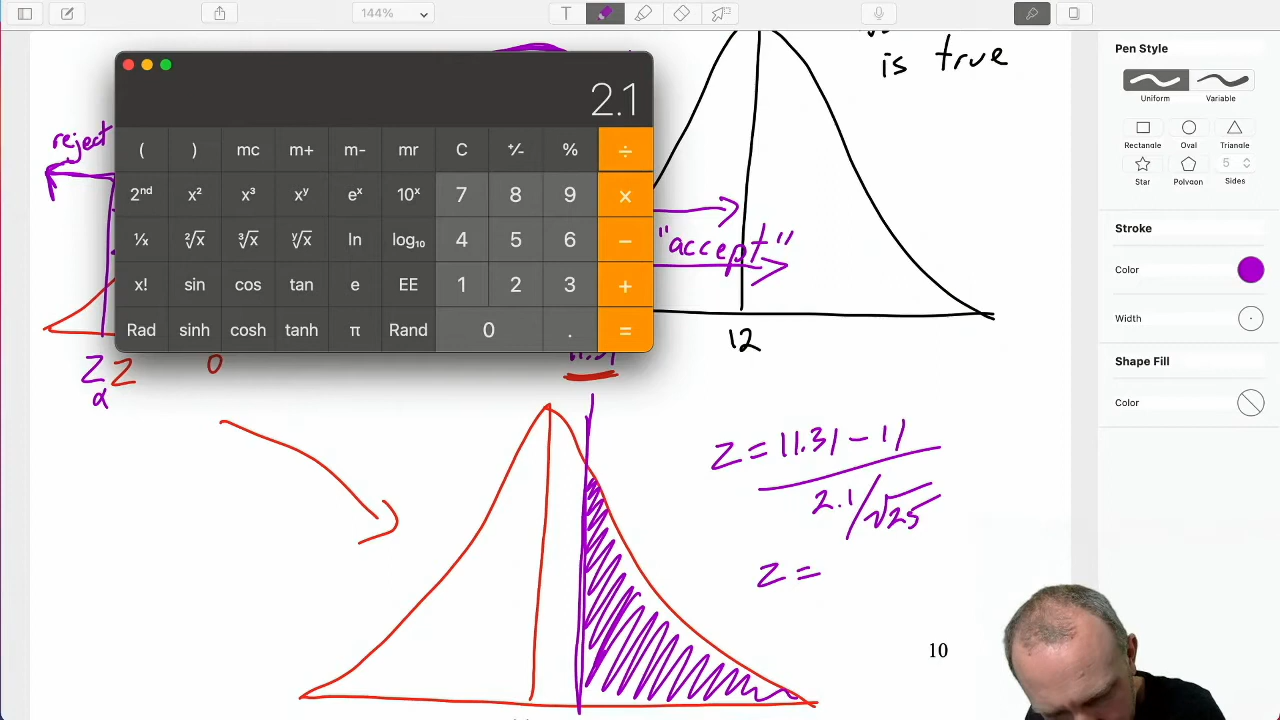 144%
T
is true
Pen Style
Uniform Variable
Rectangle Oval Triangle
Star Polygon 5 Sides
Stroke
Color
Width
Shape Fill
Color
2.1
( ) mc m+ m- mr C +/- % ÷
2nd x² x³ xʸ eˣ 10ˣ 7 8 9 ×
1/x ²√x ³√x ʸ√x ln log₁₀ 4 5 6 −
x! sin cos tan e EE 1 2 3 +
Rad sinh cosh tanh π Rand 0 . =
reject
"accept"
12
Zα Z 0
11.31
Z = 11.31 - 11
2.1/√25
Z =
10